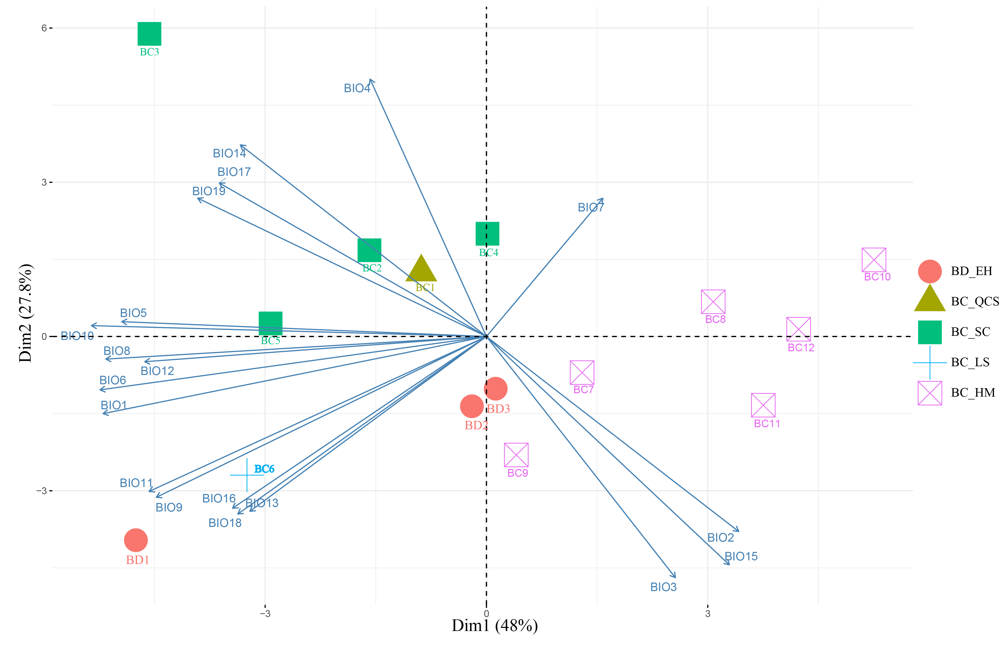 6
BC3
BIO4
BIO14
BIO17
3
BIO19
BIO7
BC4
BC2
BC1
BC10
BD_EH
BC_QCS
BC_SC
BC_LS
BC_HM
BIO5
BC8
0
BIO10
BC5
BC12
BIO8
BIO12
BIO6
BC7
BIO1
BD3
BD2
BC11
BC6
BC9
BIO11
−3
BIO16
BIO13
BIO9
BIO18
BIO2
BD1
BIO15
BIO3
−3
0
3
Dim1 (48%)
Dim2 (27.8%)